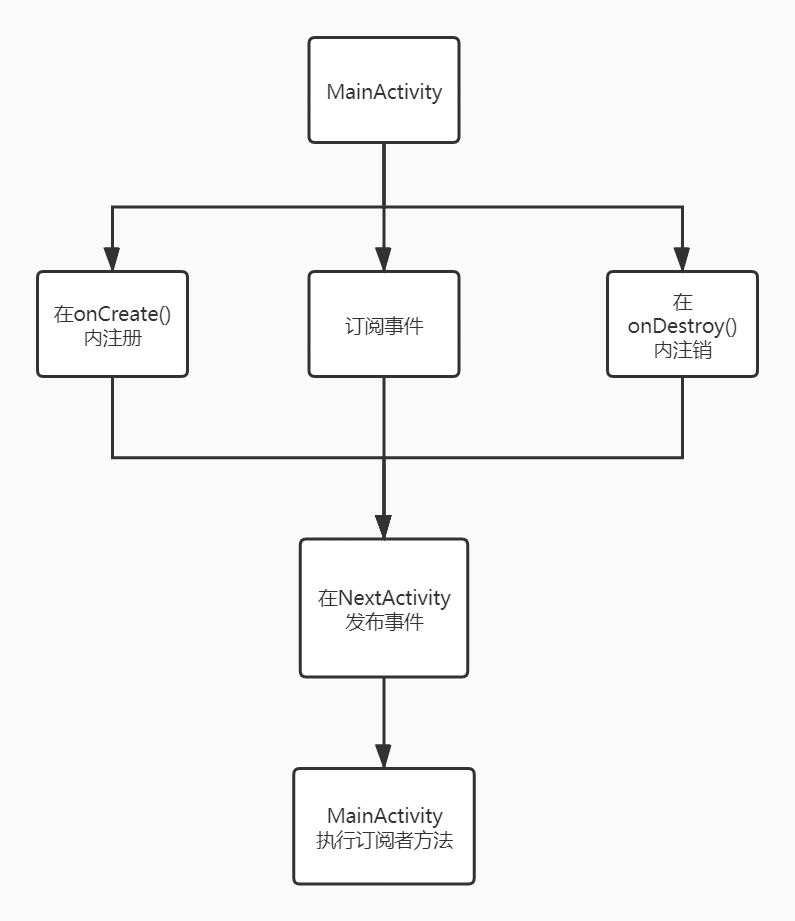 MainActivity
在onCreate()
内注册
订阅事件
在
onDestroy()
内注销
在NextActivity
发布事件
MainActivity
执行订阅者方法